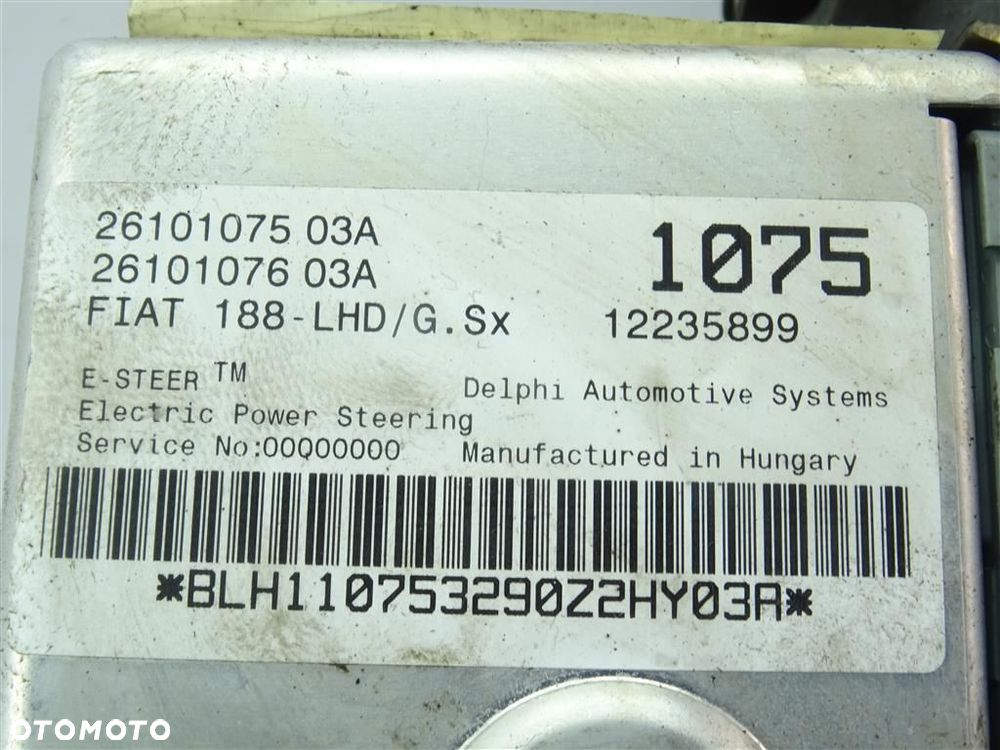 26101075 03A
26101076 03A
1075
FIAT 188-LHD/G.Sx
12235899
E-STEER TM
Delphi Automotive Systems
Electric Power Steering
Service No:00000000
Manufactured in Hungary
*BLH110753290Z2HY03A*
OTOMOTO